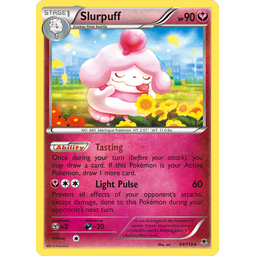 STAGE 1
Slurpuff
HP 90
Evolves from Swirlix
NO. 685 Meringue Pokémon HT: 2'07" WT: 11.0 lbs.
Ability
Tasting
Once during your turn (before your attack), you may
draw a card. If this Pokémon is your Active
Pokémon, draw 1 more card.
Light Pulse 60
Prevent all effects of your opponent's attacks,
except damage, done to this Pokémon during your
opponent's next turn.
×2
-20